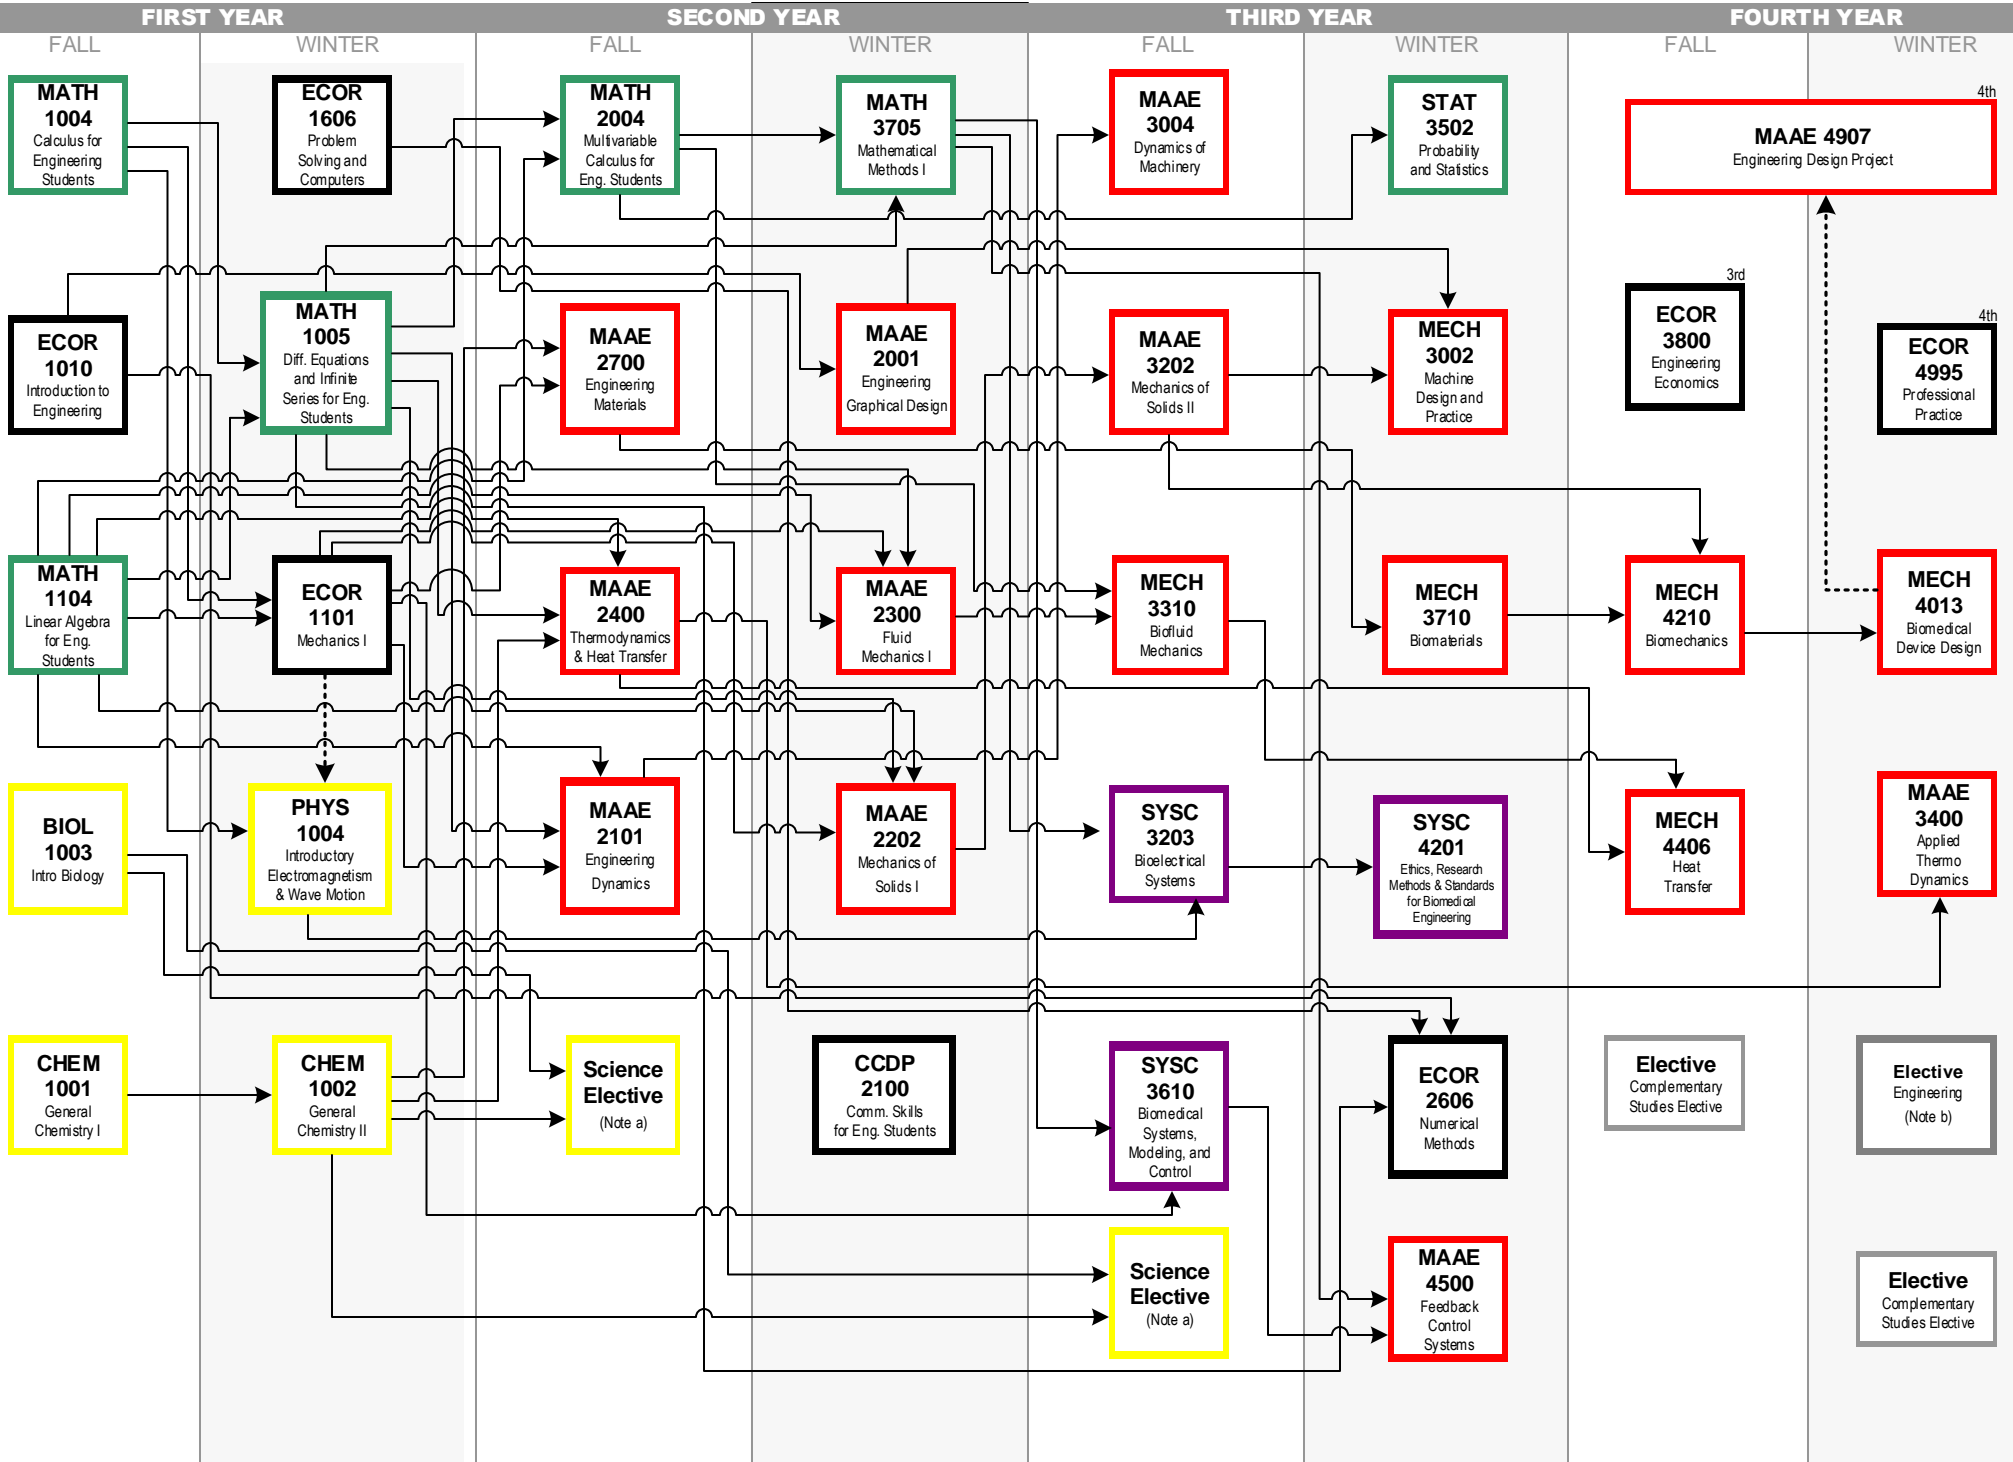 FIRST YEAR
SECOND YEAR
THIRD YEAR
FOURTH YEAR
FALL
WINTER
FALL
WINTER
FALL
WINTER
FALL
WINTER
MATH
1004
Calculus for
Engineering
Students
ECOR
1606
Problem
Solving and
Computers
MATH
2004
Multivariable
Calculus for
Eng. Students
MATH
3705
Mathematical
Methods I
MAAE
3004
Dynamics of
Machinery
STAT
3502
Probability
and Statistics
4th
MAAE 4907
Engineering Design Project
ECOR
1010
Introduction to
Engineering
MATH
1005
Diff. Equations
and Infinite
Series for Eng.
Students
MAAE
2700
Engineering
Materials
MAAE
2001
Engineering
Graphical Design
MAAE
3202
Mechanics of
Solids II
MECH
3002
Machine
Design and
Practice
3rd
ECOR
3800
Engineering
Economics
4th
ECOR
4995
Professional
Practice
MATH
1104
Linear Algebra
for Eng.
Students
ECOR
1101
Mechanics I
MAAE
2400
Thermodynamics
& Heat Transfer
MAAE
2300
Fluid
Mechanics I
MECH
3310
Biofluid
Mechanics
MECH
3710
Biomaterials
MECH
4210
Biomechanics
MECH
4013
Biomedical
Device Design
BIOL
1003
Intro Biology
PHYS
1004
Introductory
Electromagnetism
& Wave Motion
MAAE
2101
Engineering
Dynamics
MAAE
2202
Mechanics of
Solids I
SYSC
3203
Bioelectrical
Systems
SYSC
4201
Ethics, Research
Methods & Standards
for Biomedical
Engineering
MECH
4406
Heat
Transfer
MAAE
3400
Applied
Thermo
Dynamics
CHEM
1001
General
Chemistry I
CHEM
1002
General
Chemistry II
Science
Elective
(Note a)
CCDP
2100
Comm. Skills
for Eng. Students
SYSC
3610
Biomedical
Systems,
Modeling, and
Control
ECOR
2606
Numerical
Methods
Elective
Complementary
Studies Elective
Elective
Engineering
(Note b)
Science
Elective
(Note a)
MAAE
4500
Feedback
Control
Systems
Elective
Complementary
Studies Elective